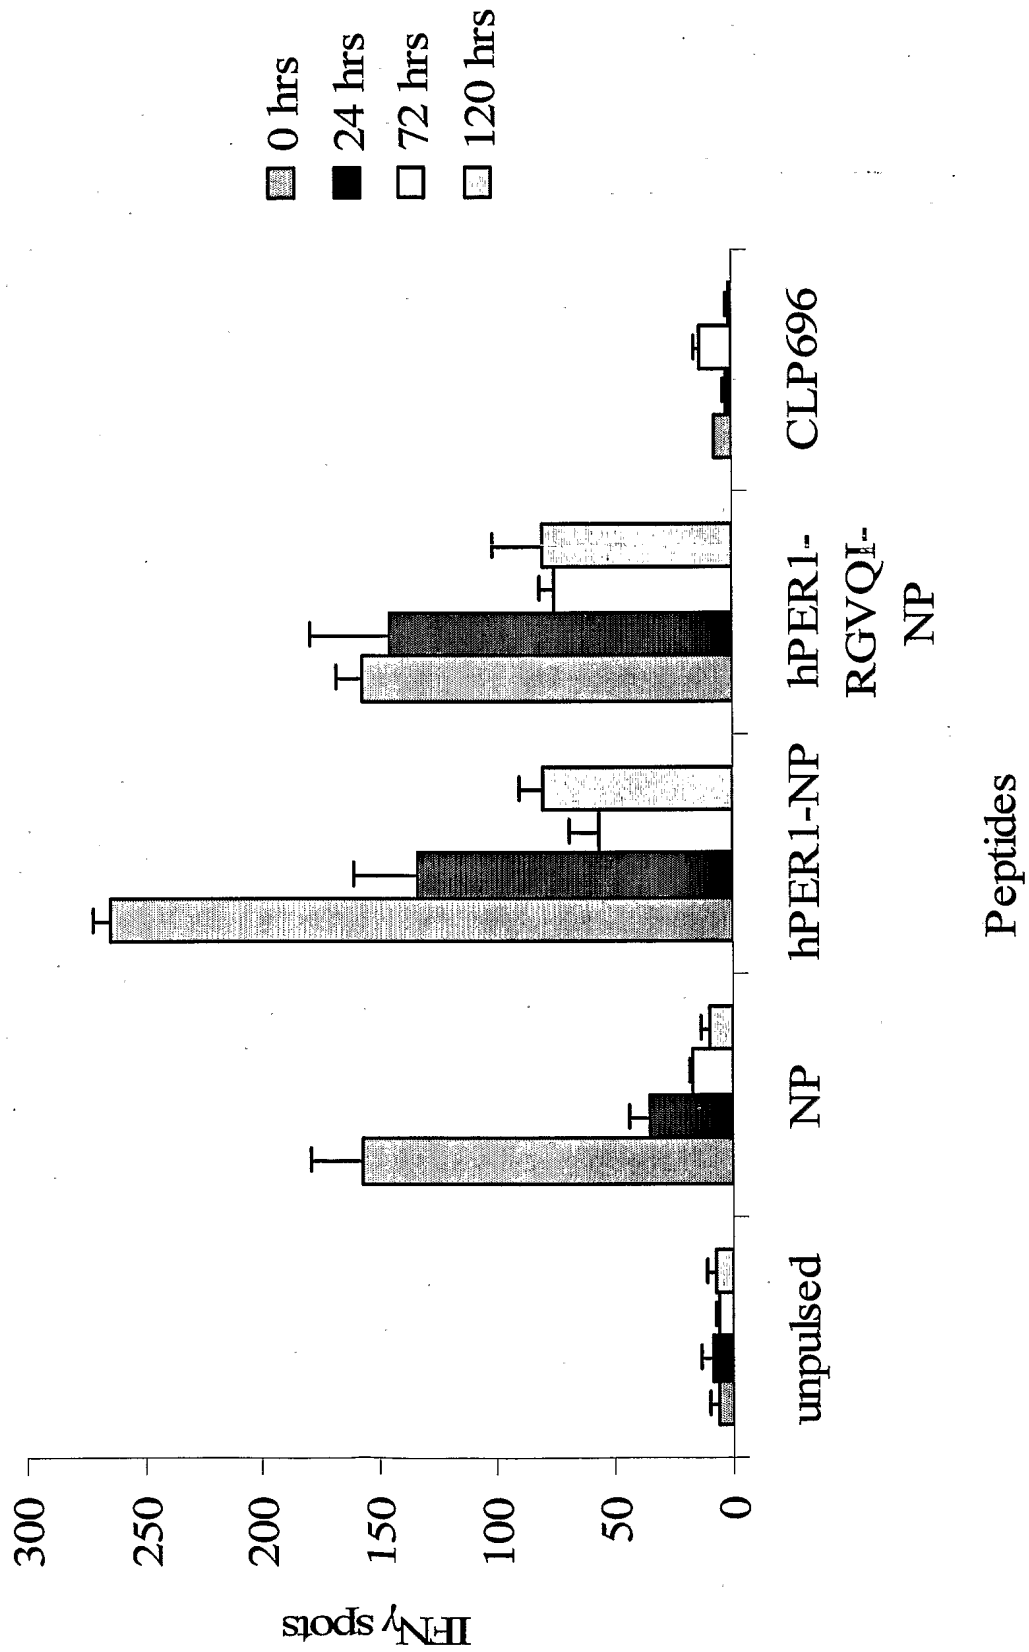 IFNγ spots
300
250
200
150
100
50
0
unpulsed
NP
hPER1-NP
hPER1-
RGVQI-
NP
CLP696
Peptides
0 hrs
24 hrs
72 hrs
120 hrs